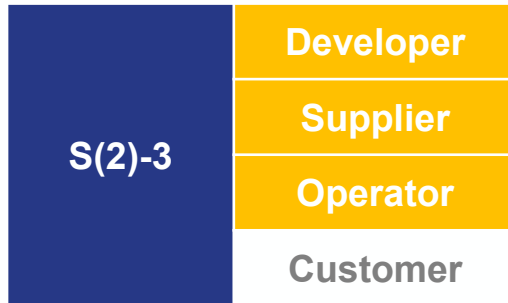 S(2)-3
Developer
Supplier
Operator
Customer